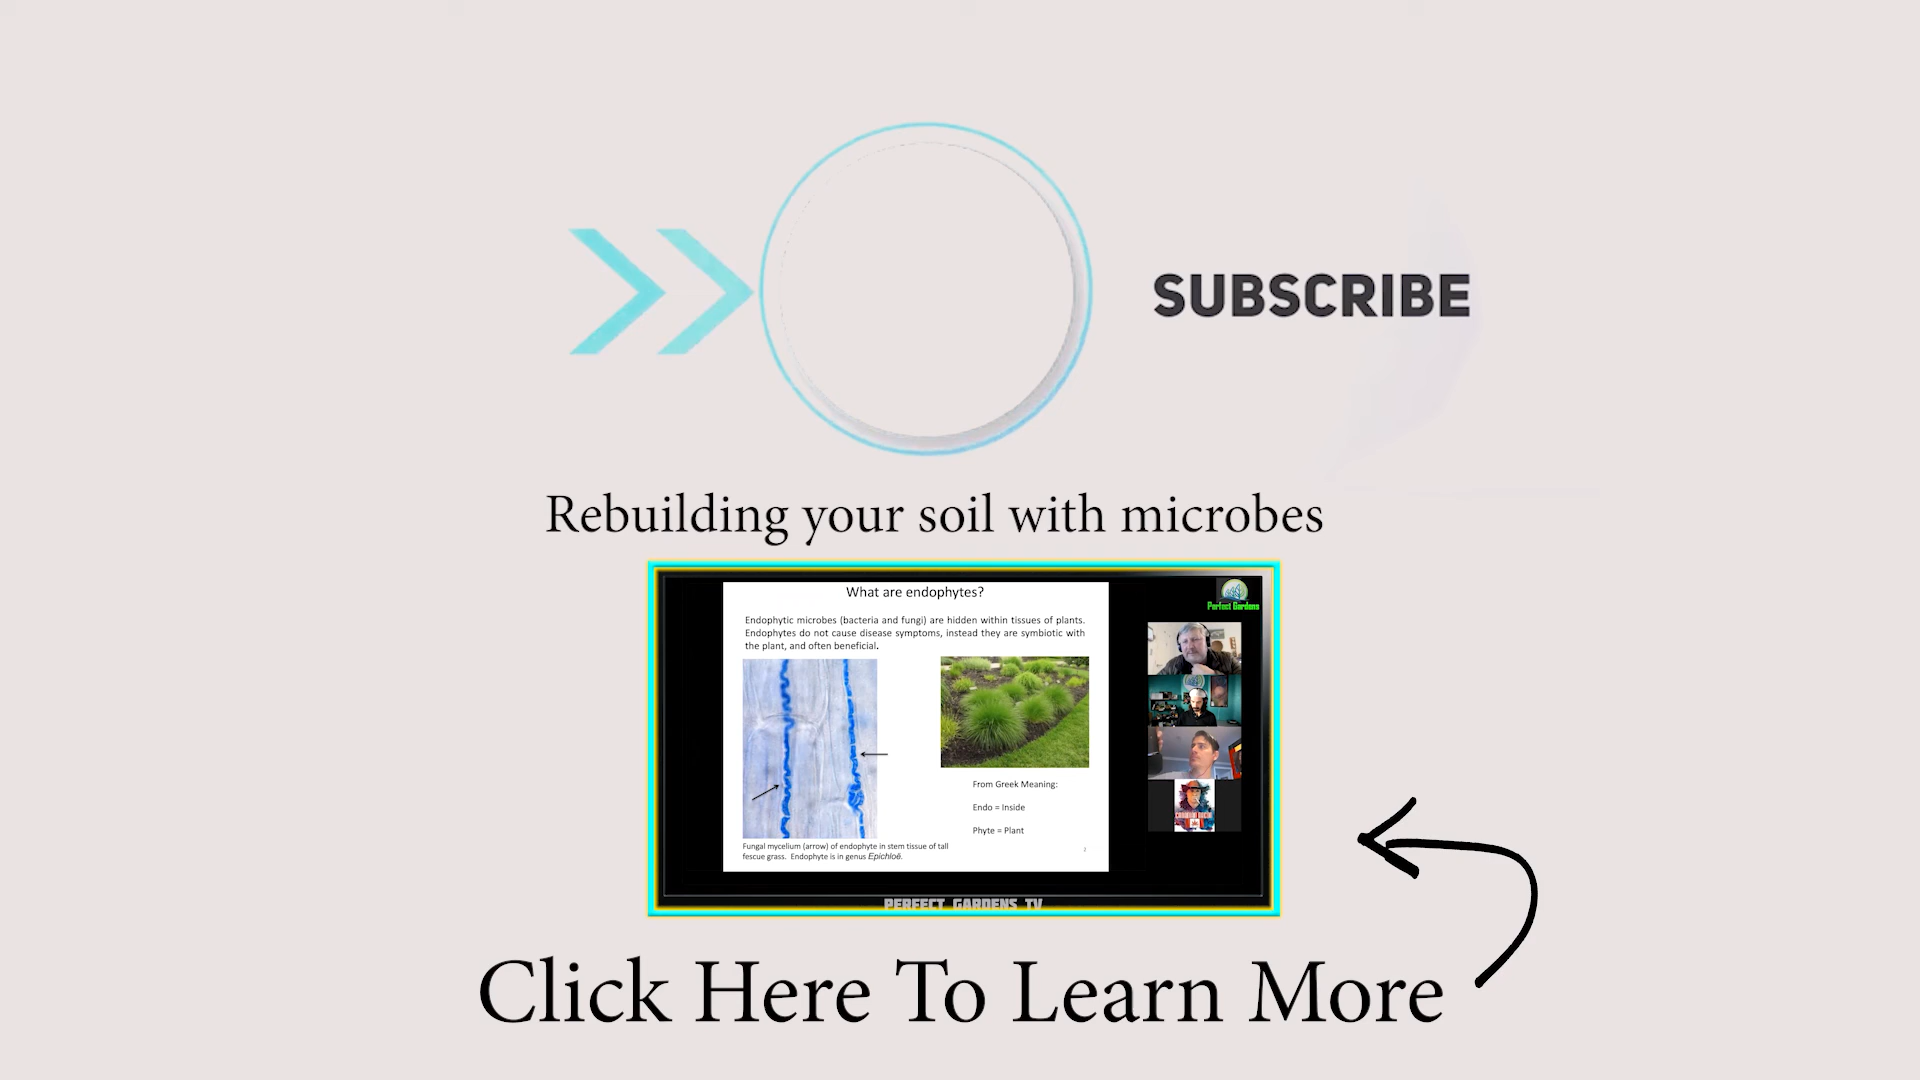 SUBSCRIBE
Rebuilding your soil with microbes
What are endophytes?
Endophytic microbes (bacteria and fungi) are hidden within tissues of plants.
Endophytes do not cause disease symptoms, instead they are symbiotic with
the plant, and often beneficial.
From Greek Meaning:
Endo = Inside
Phyte = Plant
Fungal mycelium (arrow) of endophyte in stem tissue of tall
fescue grass. Endophyte is in genus Epichloë.
Perfect Gardens
PERFECT GARDENS TV
Click Here To Learn More